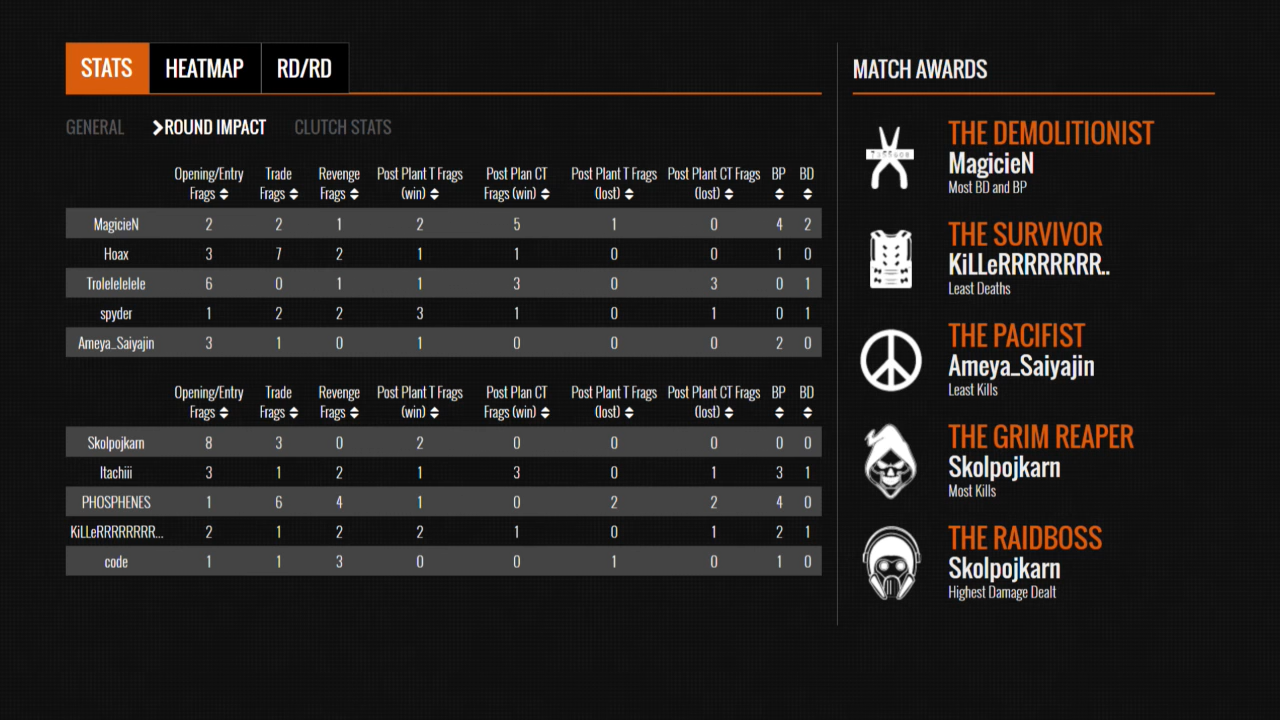 STATS HEATMAP RD/RD
GENERAL ROUND IMPACT CLUTCH STATS
Opening/Entry Trade Revenge Post Plant T Frags Post Plan CT Post Plant T Frags Post Plant CT Frags BP BD
Frags Frags Frags (win) Frags (win) (lost) (lost)
MagicieN 2 2 1 2 5 1 0 4 2
Hoax 3 7 2 1 1 0 0 1 0
Trolelelelele 6 0 1 1 3 0 3 0 1
spyder 1 2 2 3 1 0 1 0 1
Ameya_Saiyajin 3 1 0 1 0 0 0 2 0
Opening/Entry Trade Revenge Post Plant T Frags Post Plan CT Post Plant T Frags Post Plant CT Frags BP BD
Frags Frags Frags (win) Frags (win) (lost) (lost)
Skolpojkarn 8 3 0 2 0 0 0 0 0
Itachiii 3 1 2 1 3 0 1 3 1
PHOSPHENES 1 6 4 1 0 2 2 4 0
KiLLeRRRRRRRR... 2 1 2 2 1 0 1 2 1
code 1 1 3 0 0 1 0 1 0
MATCH AWARDS
THE DEMOLITIONIST
MagicieN
Most BD and BP
THE SURVIVOR
KiLLeRRRRRRRR..
Least Deaths
THE PACIFIST
Ameya_Saiyajin
Least Kills
THE GRIM REAPER
Skolpojkarn
Most Kills
THE RAIDBOSS
Skolpojkarn
Highest Damage Dealt